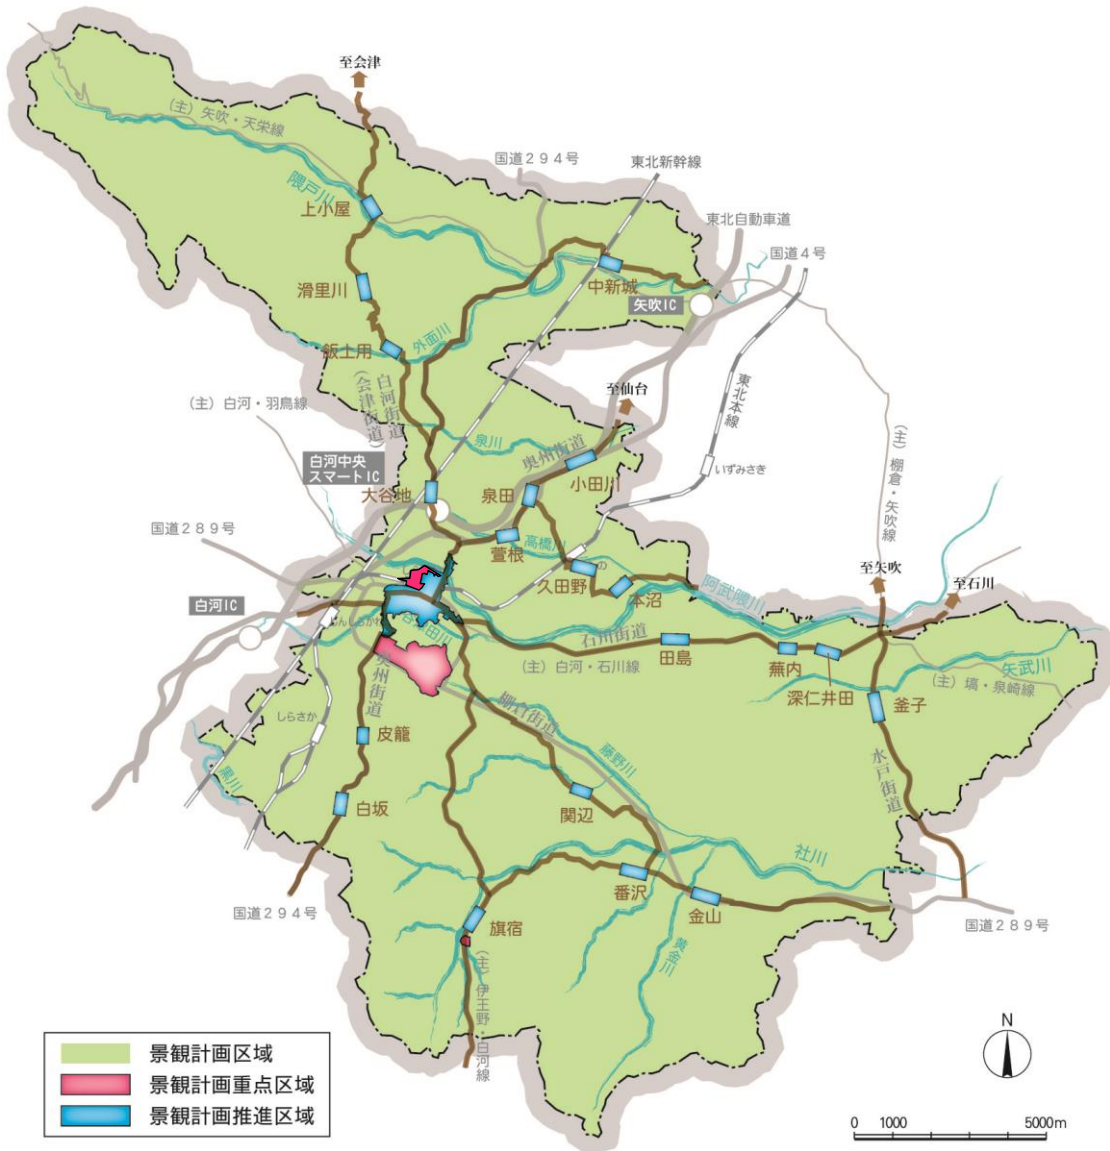 至会津
(主) 矢吹・天栄線
国道294号
東北新幹線
隈戸川
上小屋
東北自動車道
国道4号
滑里川
中新城
矢吹IC
飯土用
外面川
白河街道
(会津街道)
至仙台
東北本線
(主) 白河・羽鳥線
泉川
奥州街道
(主) 棚倉・矢吹線
白河中央
スマートIC
小田川
いずみさき
大谷地
泉田
国道289号
萱根
高橋川
久田野
の
本沼
阿武隈川
至矢吹
至石川
白河IC
谷津田川
しんしらかわ
石川街道
田島
(主) 白河・石川線
蕪内
深仁井田
矢武川
(主) 塙・泉崎線
釜子
奥州街道
しらさか
棚倉街道
皮籠
藤野川
水戸街道
黒川
白坂
関辺
社川
番沢
金山
国道294号
旗宿
国道289号
黄金川
(主) 伊王野・白河線
景観計画区域
景観計画重点区域
景観計画推進区域
N
0 1000 5000m